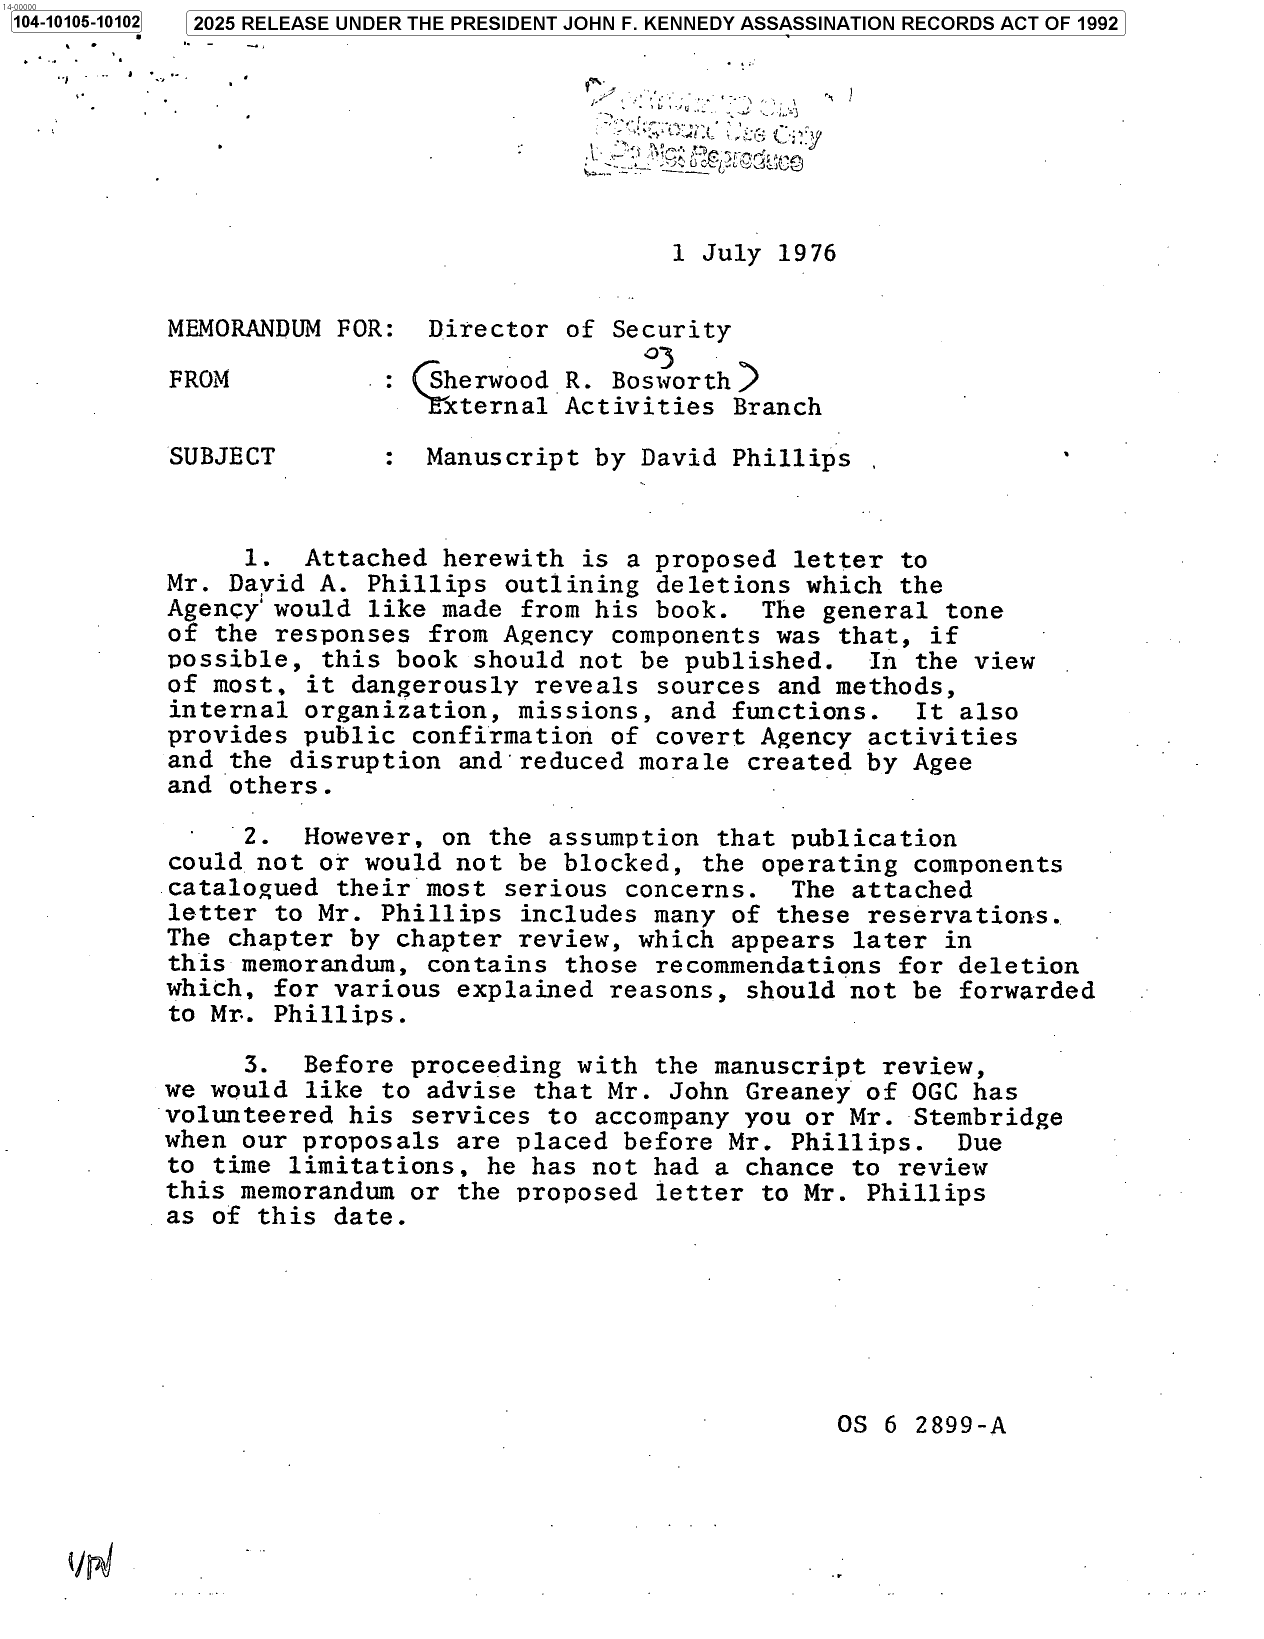 14-00000
104-10105-10102
2025 RELEASE UNDER THE PRESIDENT JOHN F. KENNEDY ASSASSINATION RECORDS ACT OF 1992
TO CIA
Background Use Only
Do Not Reproduce
1 July 1976
MEMORANDUM FOR: Director of Security
03
FROM : (Sherwood R. Bosworth)
External Activities Branch
SUBJECT : Manuscript by David Phillips
1. Attached herewith is a proposed letter to
Mr. David A. Phillips outlining deletions which the
Agency would like made from his book. The general tone
of the responses from Agency components was that, if
possible, this book should not be published. In the view
of most, it dangerously reveals sources and methods,
internal organization, missions, and functions. It also
provides public confirmation of covert Agency activities
and the disruption and reduced morale created by Agee
and others.
2. However, on the assumption that publication
could not or would not be blocked, the operating components
catalogued their most serious concerns. The attached
letter to Mr. Phillips includes many of these reservations.
The chapter by chapter review, which appears later in
this memorandum, contains those recommendations for deletion
which, for various explained reasons, should not be forwarded
to Mr. Phillips.
3. Before proceeding with the manuscript review,
we would like to advise that Mr. John Greaney of OGC has
volunteered his services to accompany you or Mr. Stembridge
when our proposals are placed before Mr. Phillips. Due
to time limitations, he has not had a chance to review
this memorandum or the proposed letter to Mr. Phillips
as of this date.
OS 6 2899-A